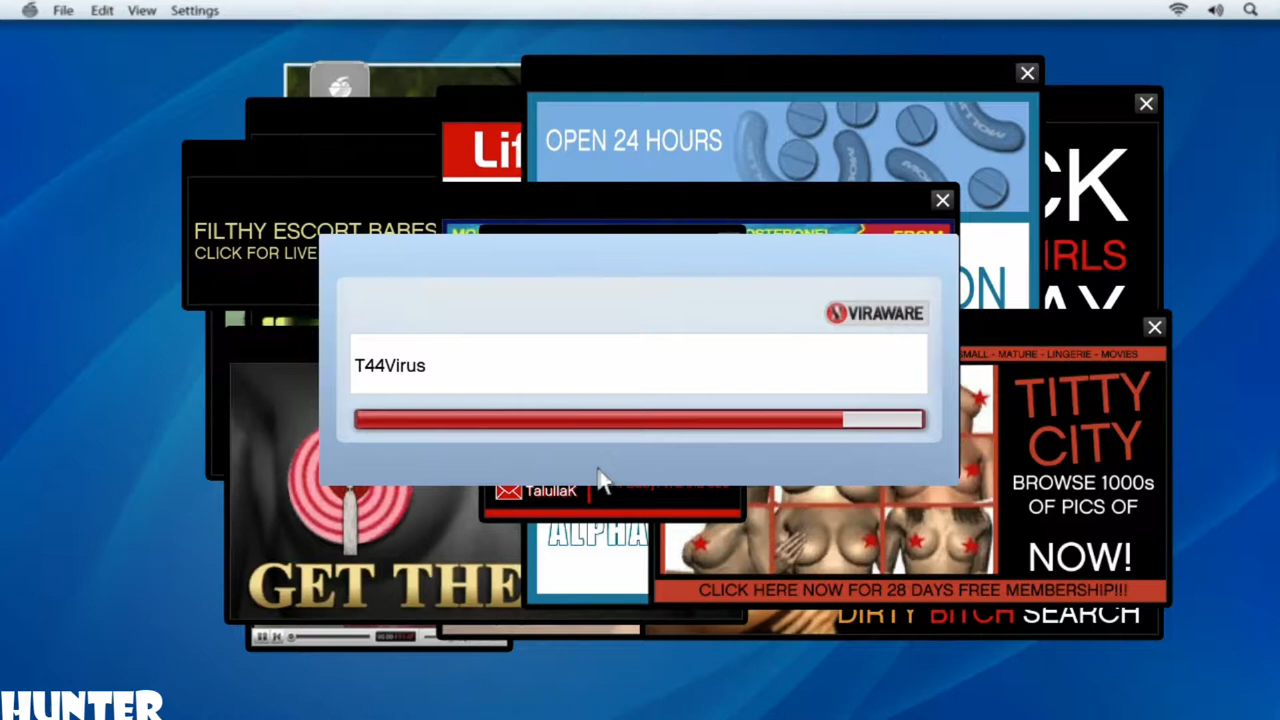 File Edit View Settings
OPEN 24 HOURS
FILTHY ESCORT BABES
CLICK FOR LIVE
FROM
VIRAWARE
T44Virus
TalullaK
ALPHA
GET THE
SMALL - MATURE - LINGERIE - MOVIES
TITTY
CITY
BROWSE 1000s
OF PICS OF
NOW!
CLICK HERE NOW FOR 28 DAYS FREE MEMBERSHIP!!!
DIRTY BITCH SEARCH
HUNTER